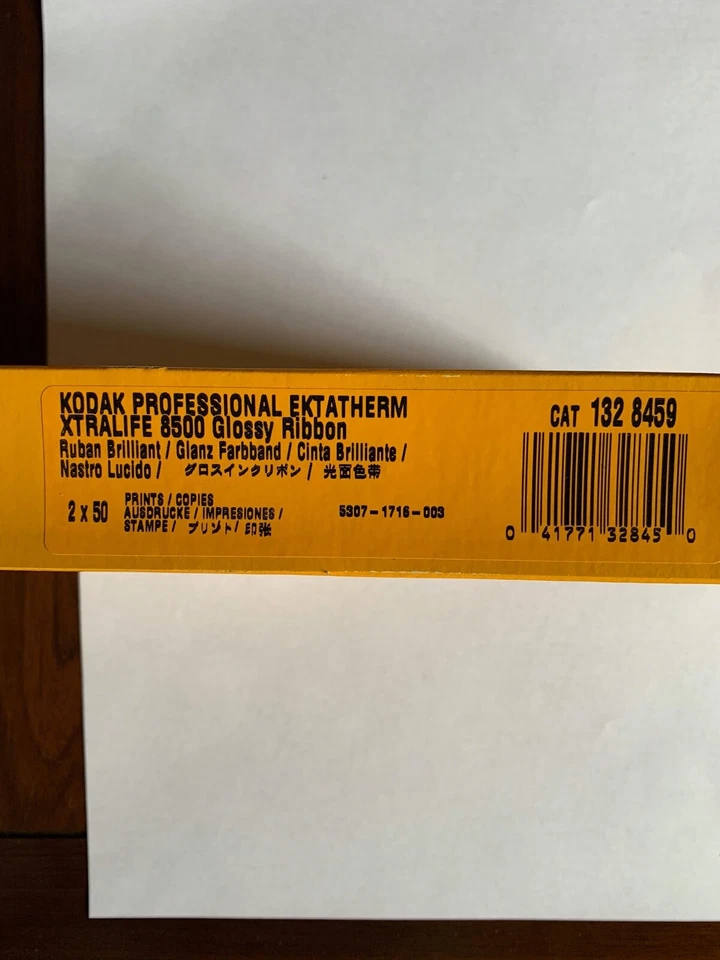 KODAK PROFESSIONAL EKTATHERM
XTRALIFE 8500 Glossy Ribbon
Ruban Brilliant / Glanz Farbband / Cinta Brilliante /
Nastro Lucido / グロスインクリボン / 光面色带
2 x 50
PRINTS / COPIES
AUSDRUCKE / IMPRESIONES /
STAMPE / プリント / 印张
5307-1716-003
CAT 132 8459
0 41771 32845 0